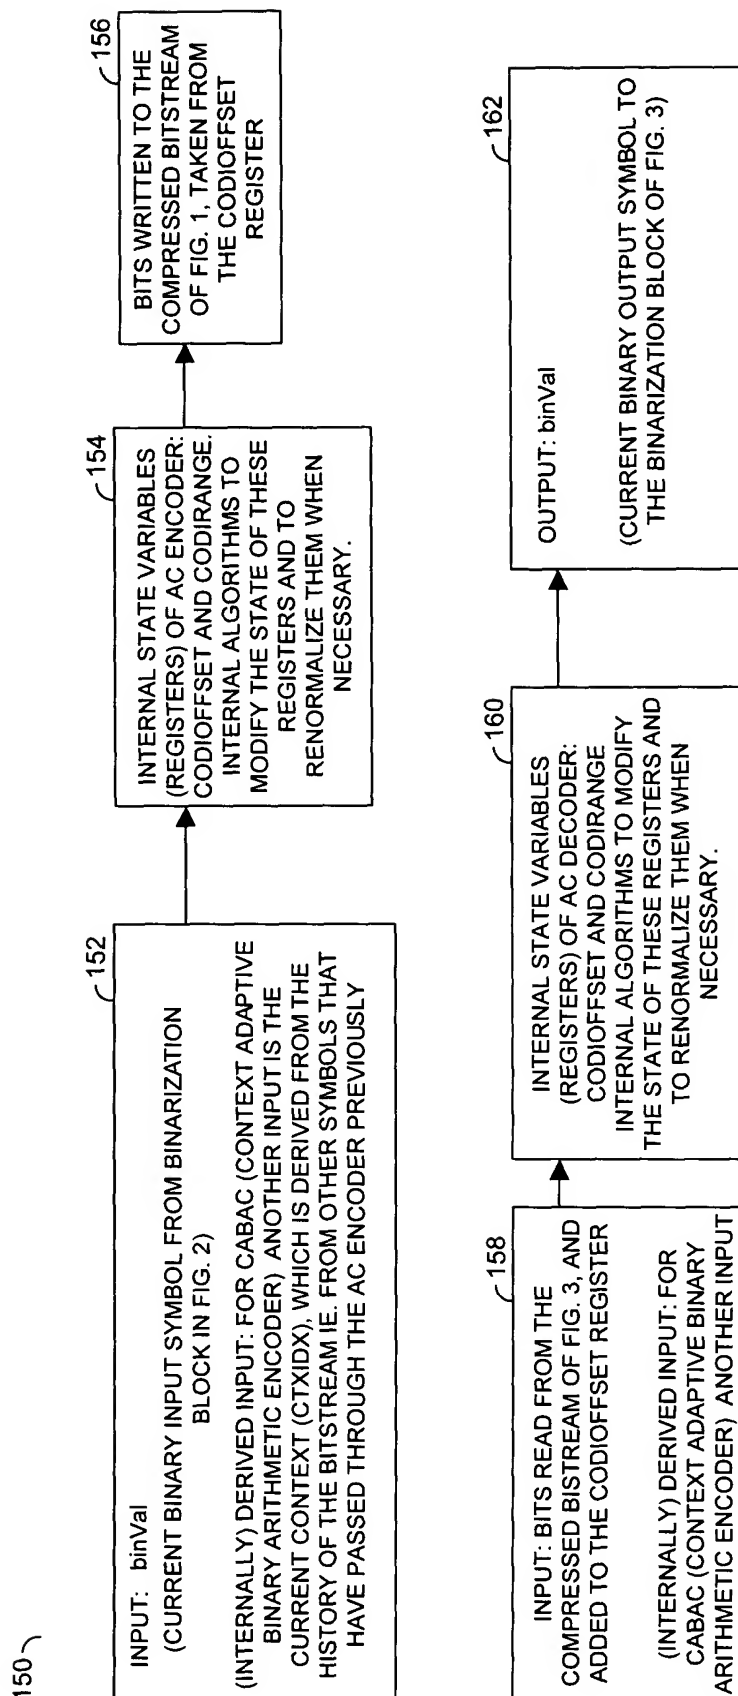 150
152
INPUT: binVal
(CURRENT BINARY INPUT SYMBOL FROM BINARIZATION
BLOCK IN FIG. 2)
(INTERNALLY) DERIVED INPUT: FOR CABAC (CONTEXT ADAPTIVE
BINARY ARITHMETIC ENCODER) ANOTHER INPUT IS THE
CURRENT CONTEXT (CTXIDX), WHICH IS DERIVED FROM THE
HISTORY OF THE BITSTREAM IE. FROM OTHER SYMBOLS THAT
HAVE PASSED THROUGH THE AC ENCODER PREVIOUSLY
154
INTERNAL STATE VARIABLES
(REGISTERS) OF AC ENCODER:
CODIOFFSET AND CODIRANGE.
INTERNAL ALGORITHMS TO
MODIFY THE STATE OF THESE
REGISTERS AND TO
RENORMALIZE THEM WHEN
NECESSARY.
156
BITS WRITTEN TO THE
COMPRESSED BITSTREAM
OF FIG. 1, TAKEN FROM
THE CODIOFFSET
REGISTER
158
INPUT: BITS READ FROM THE
COMPRESSED BISTREAM OF FIG. 3, AND
ADDED TO THE CODIOFFSET REGISTER
(INTERNALLY) DERIVED INPUT: FOR
CABAC (CONTEXT ADAPTIVE BINARY
ARITHMETIC ENCODER) ANOTHER INPUT
160
INTERNAL STATE VARIABLES
(REGISTERS) OF AC DECODER:
CODIOFFSET AND CODIRANGE
INTERNAL ALGORITHMS TO MODIFY
THE STATE OF THESE REGISTERS AND
TO RENORMALIZE THEM WHEN
NECESSARY.
162
OUTPUT: binVal
(CURRENT BINARY OUTPUT SYMBOL TO
THE BINARIZATION BLOCK OF FIG. 3)